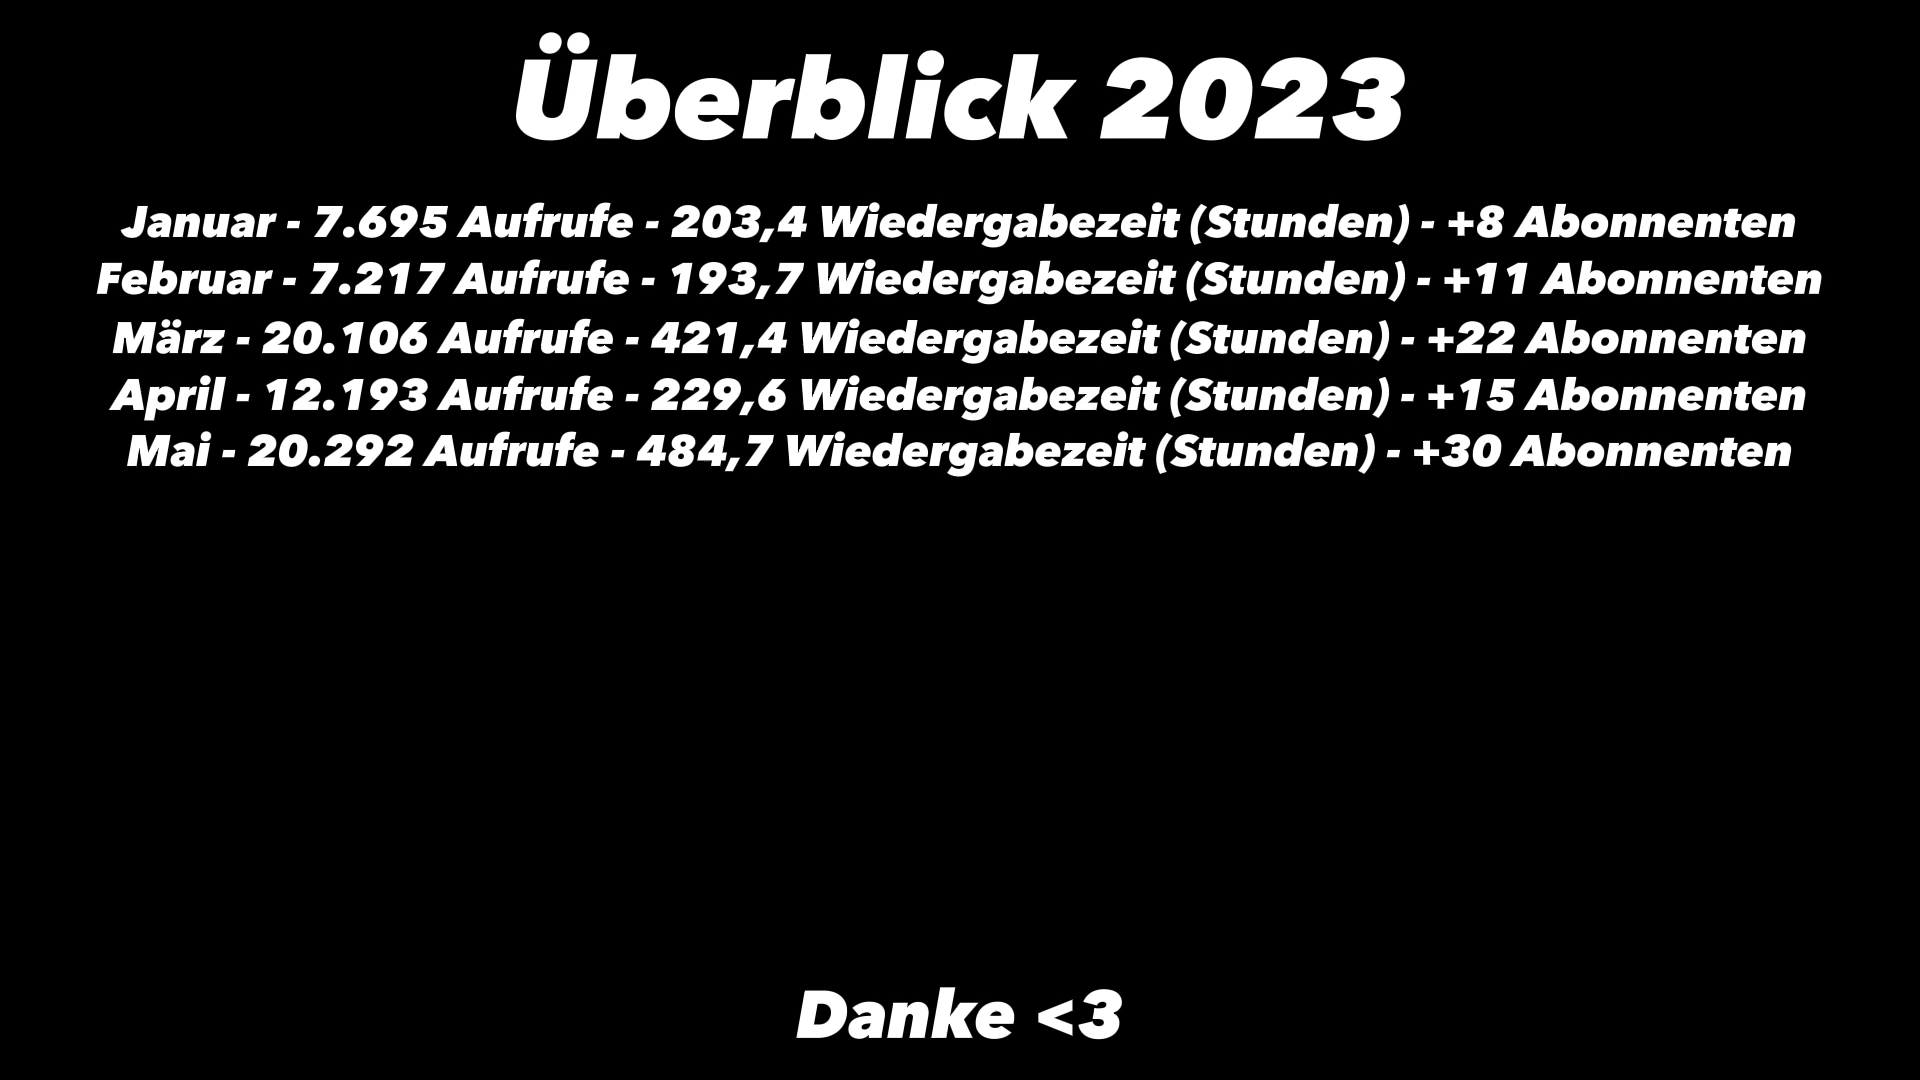 Überblick 2023
Januar - 7.695 Aufrufe - 203,4 Wiedergabezeit (Stunden) - +8 Abonnenten
Februar - 7.217 Aufrufe - 193,7 Wiedergabezeit (Stunden) - +11 Abonnenten
März - 20.106 Aufrufe - 421,4 Wiedergabezeit (Stunden) - +22 Abonnenten
April - 12.193 Aufrufe - 229,6 Wiedergabezeit (Stunden) - +15 Abonnenten
Mai - 20.292 Aufrufe - 484,7 Wiedergabezeit (Stunden) - +30 Abonnenten
Danke <3